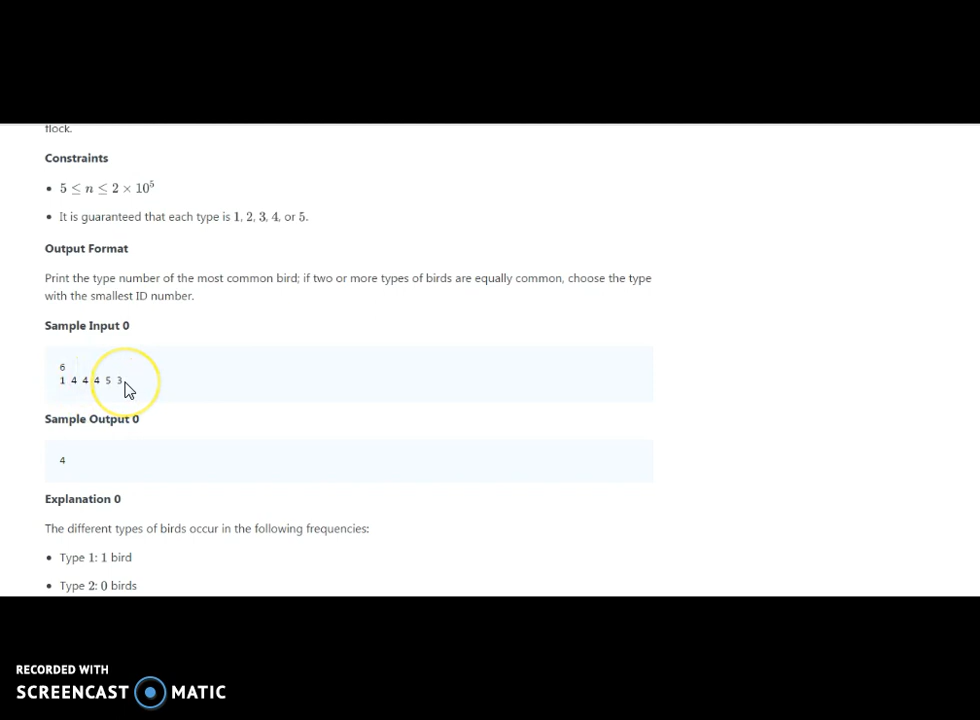 flock.
Constraints
• 5 ≤ n ≤ 2 × 10⁵
• It is guaranteed that each type is 1, 2, 3, 4, or 5.
Output Format
Print the type number of the most common bird; if two or more types of birds are equally common, choose the type
with the smallest ID number.
Sample Input 0
6
1 4 4 4 5 3
Sample Output 0
4
Explanation 0
The different types of birds occur in the following frequencies:
• Type 1: 1 bird
• Type 2: 0 birds
RECORDED WITH
SCREENCAST MATIC